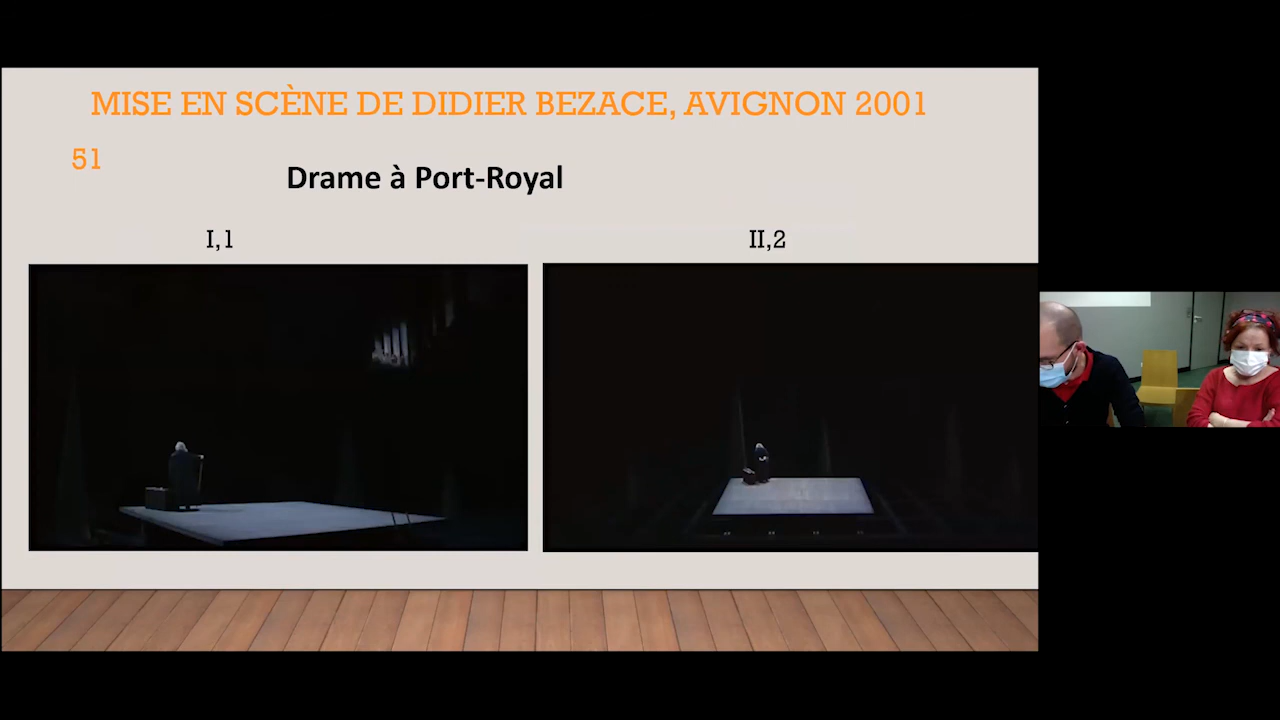 MISE EN SCÈNE DE DIDIER BEZACE, AVIGNON 2001
51
Drame à Port-Royal
I,1
II,2